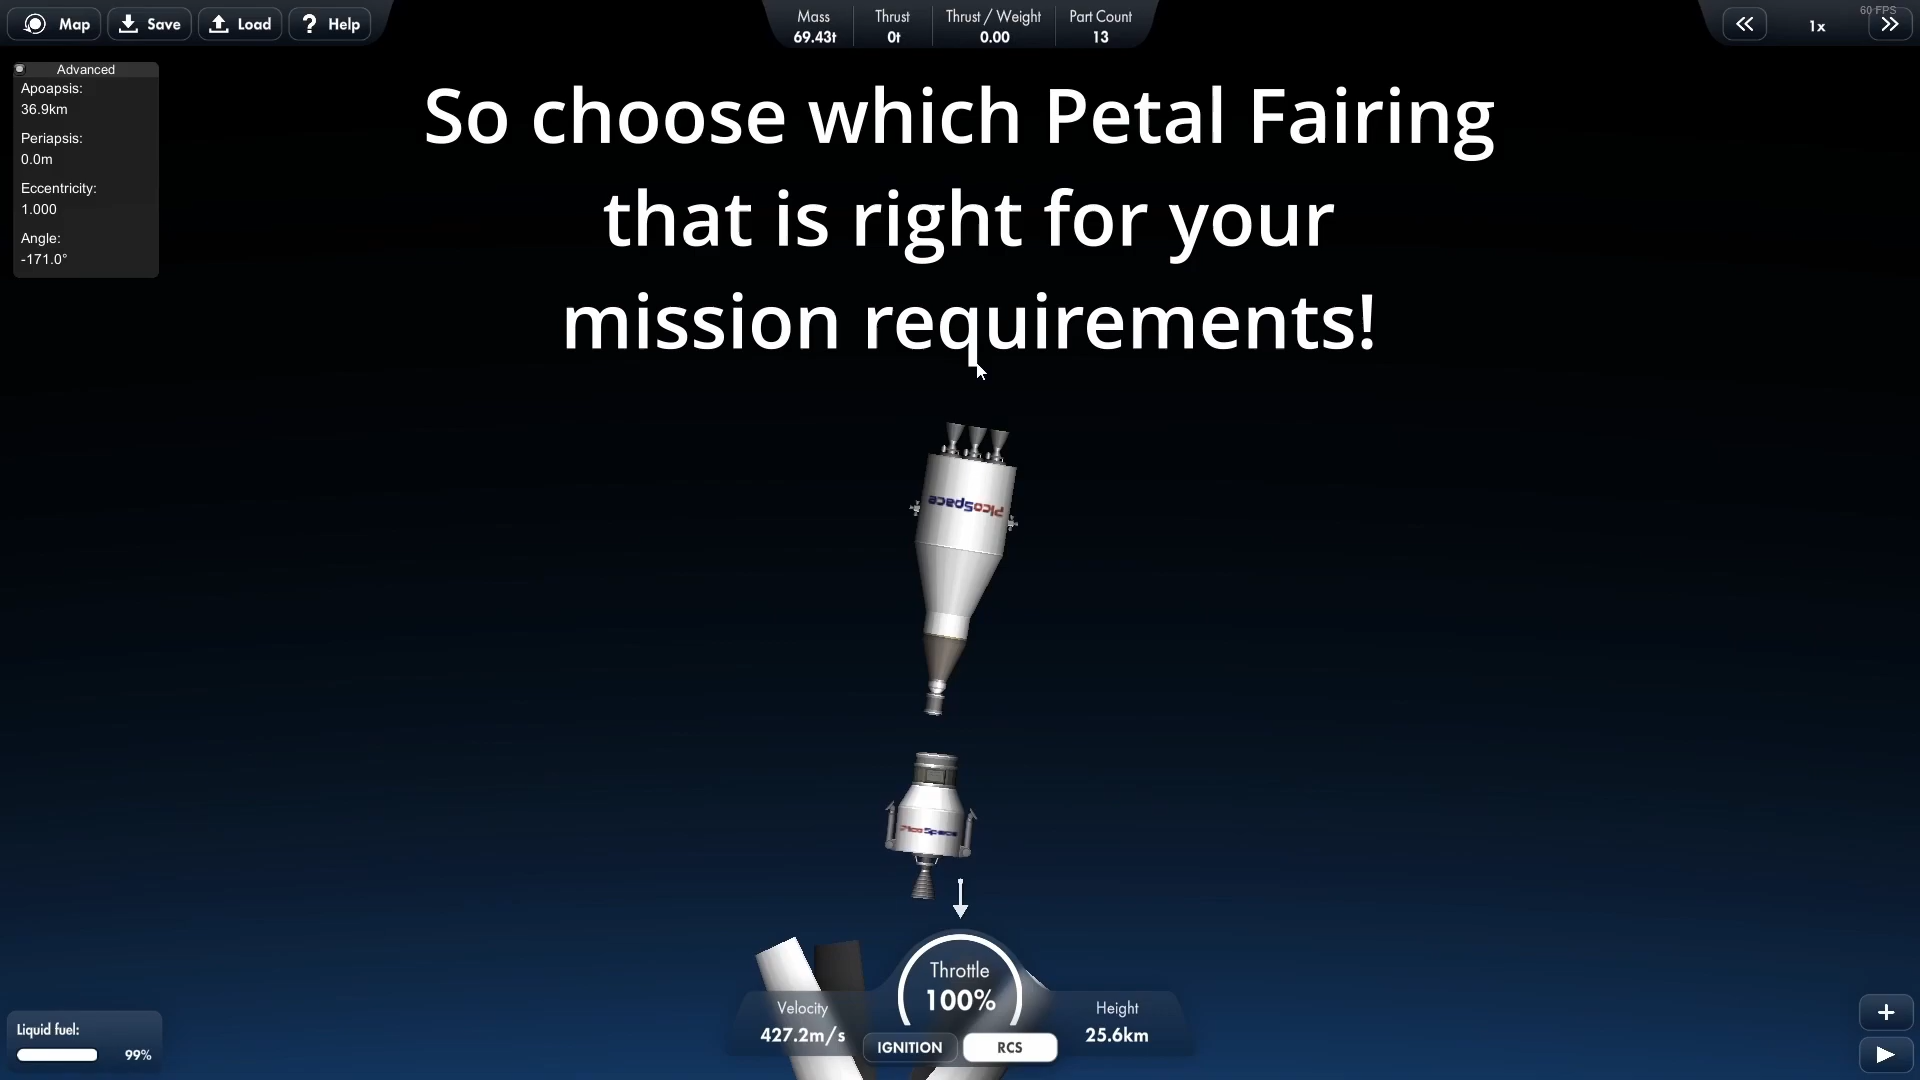 Map
Save
Load
Help
Mass
69.43t
Thrust
0t
Thrust / Weight
0.00
Part Count
13
60 FPS
1x
Advanced
Apoapsis:
36.9km
Periapsis:
0.0m
Eccentricity:
1.000
Angle:
-171.0°
So choose which Petal Fairing
that is right for your
mission requirements!
PicoSpace
PicoSpace
Throttle
100%
Velocity
427.2m/s
Height
25.6km
IGNITION
RCS
Liquid fuel:
99%